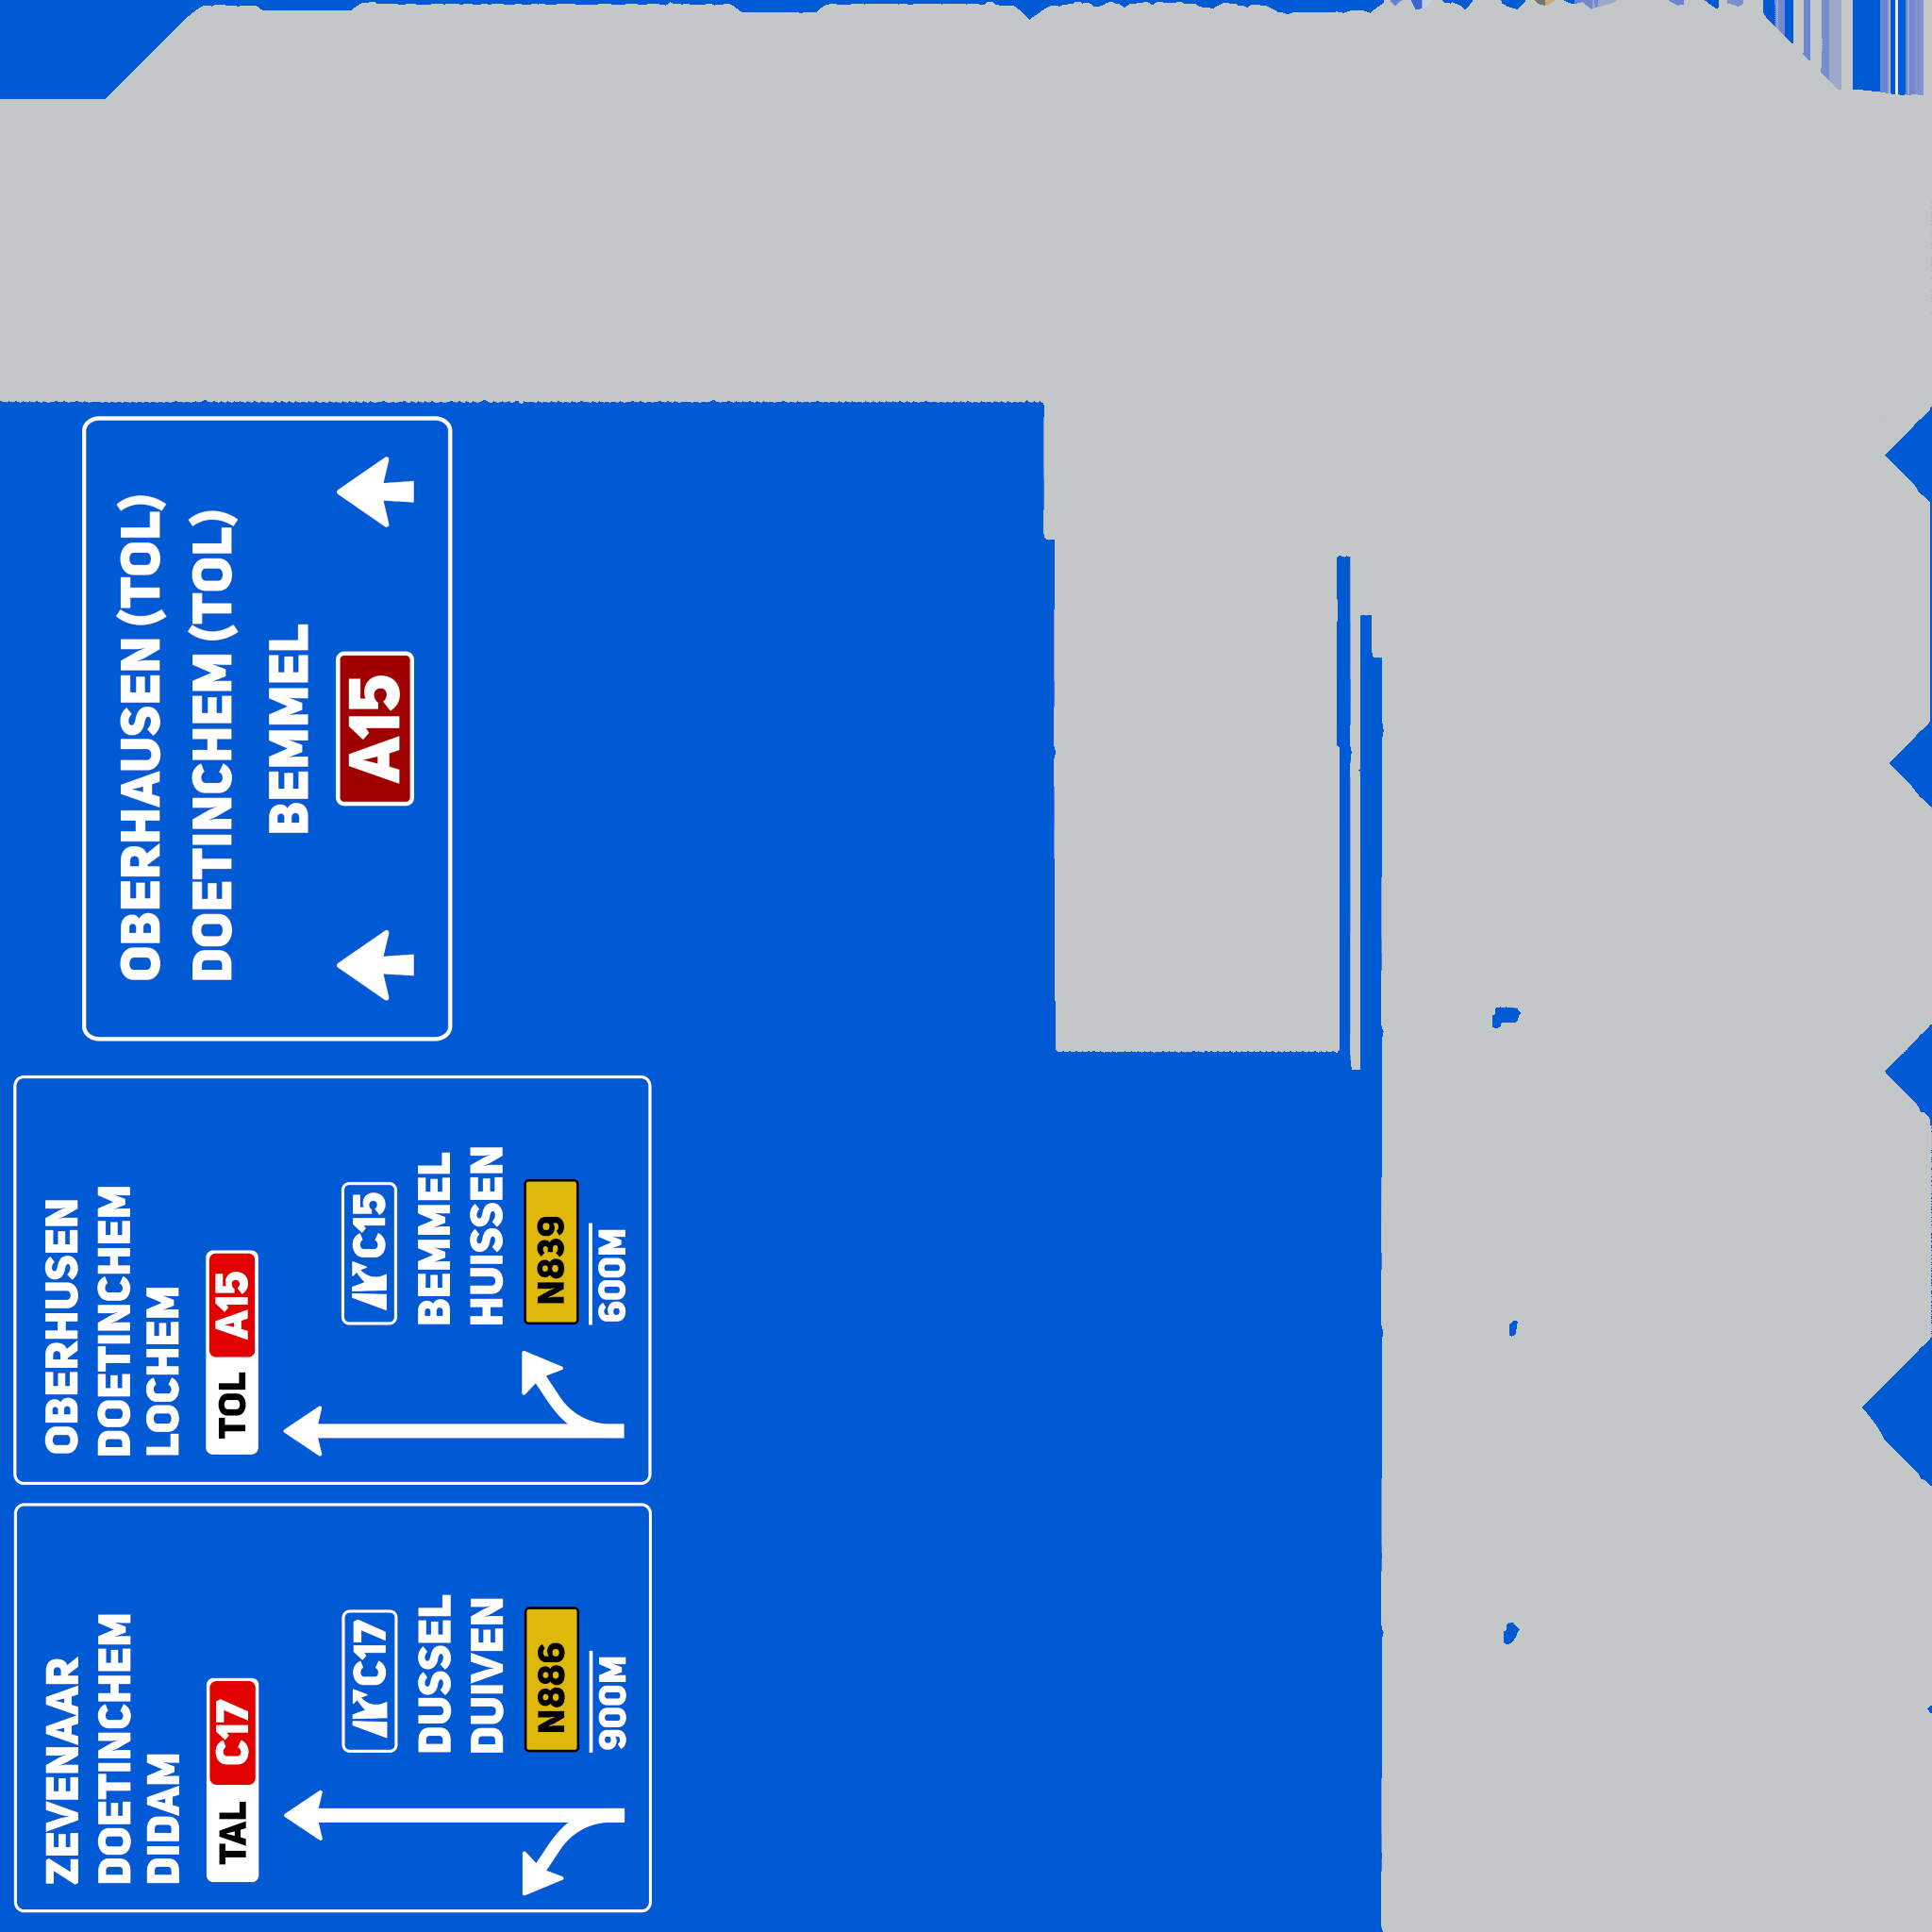 OBERHAUSEN (TOL)
DOETINCHEM (TOL)
BEMMEL
A15
OBERHUSEN
DOETINCHEM
LOCHEM
TOL A15
C15
BEMMEL
HUISSEN
N839
600M
ZEVENAAR
DOETINCHEM
DIDAM
TAL C17
C17
DUSSEL
DUIVEN
N886
900M